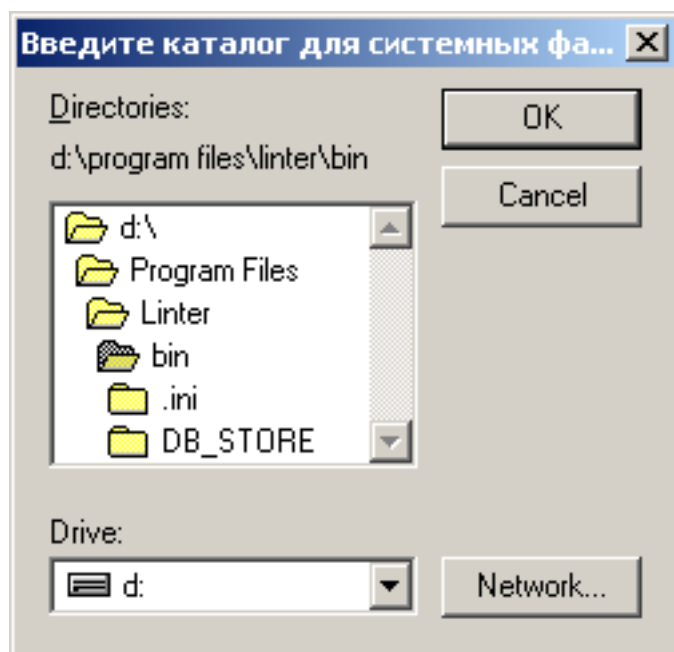 Введите каталог для системных фа...
Directories:
d:\program files\linter\bin
OK
Cancel
d:\
Program Files
Linter
bin
.ini
DB_STORE
Drive:
d:
Network...